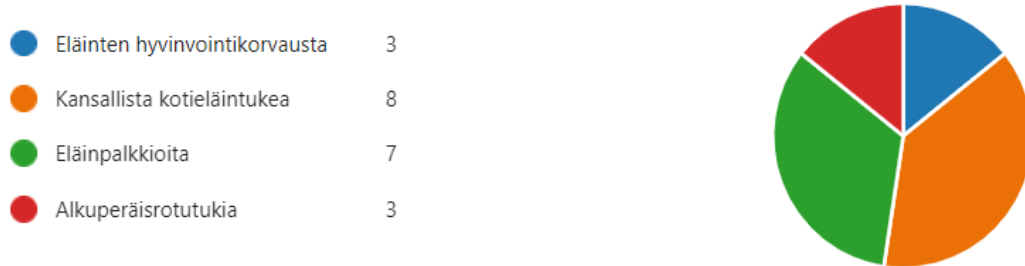 Eläinten hyvinvointikorvausta 3
Kansallista kotieläintukea 8
Eläinpalkkioita 7
Alkuperäisrotutukia 3